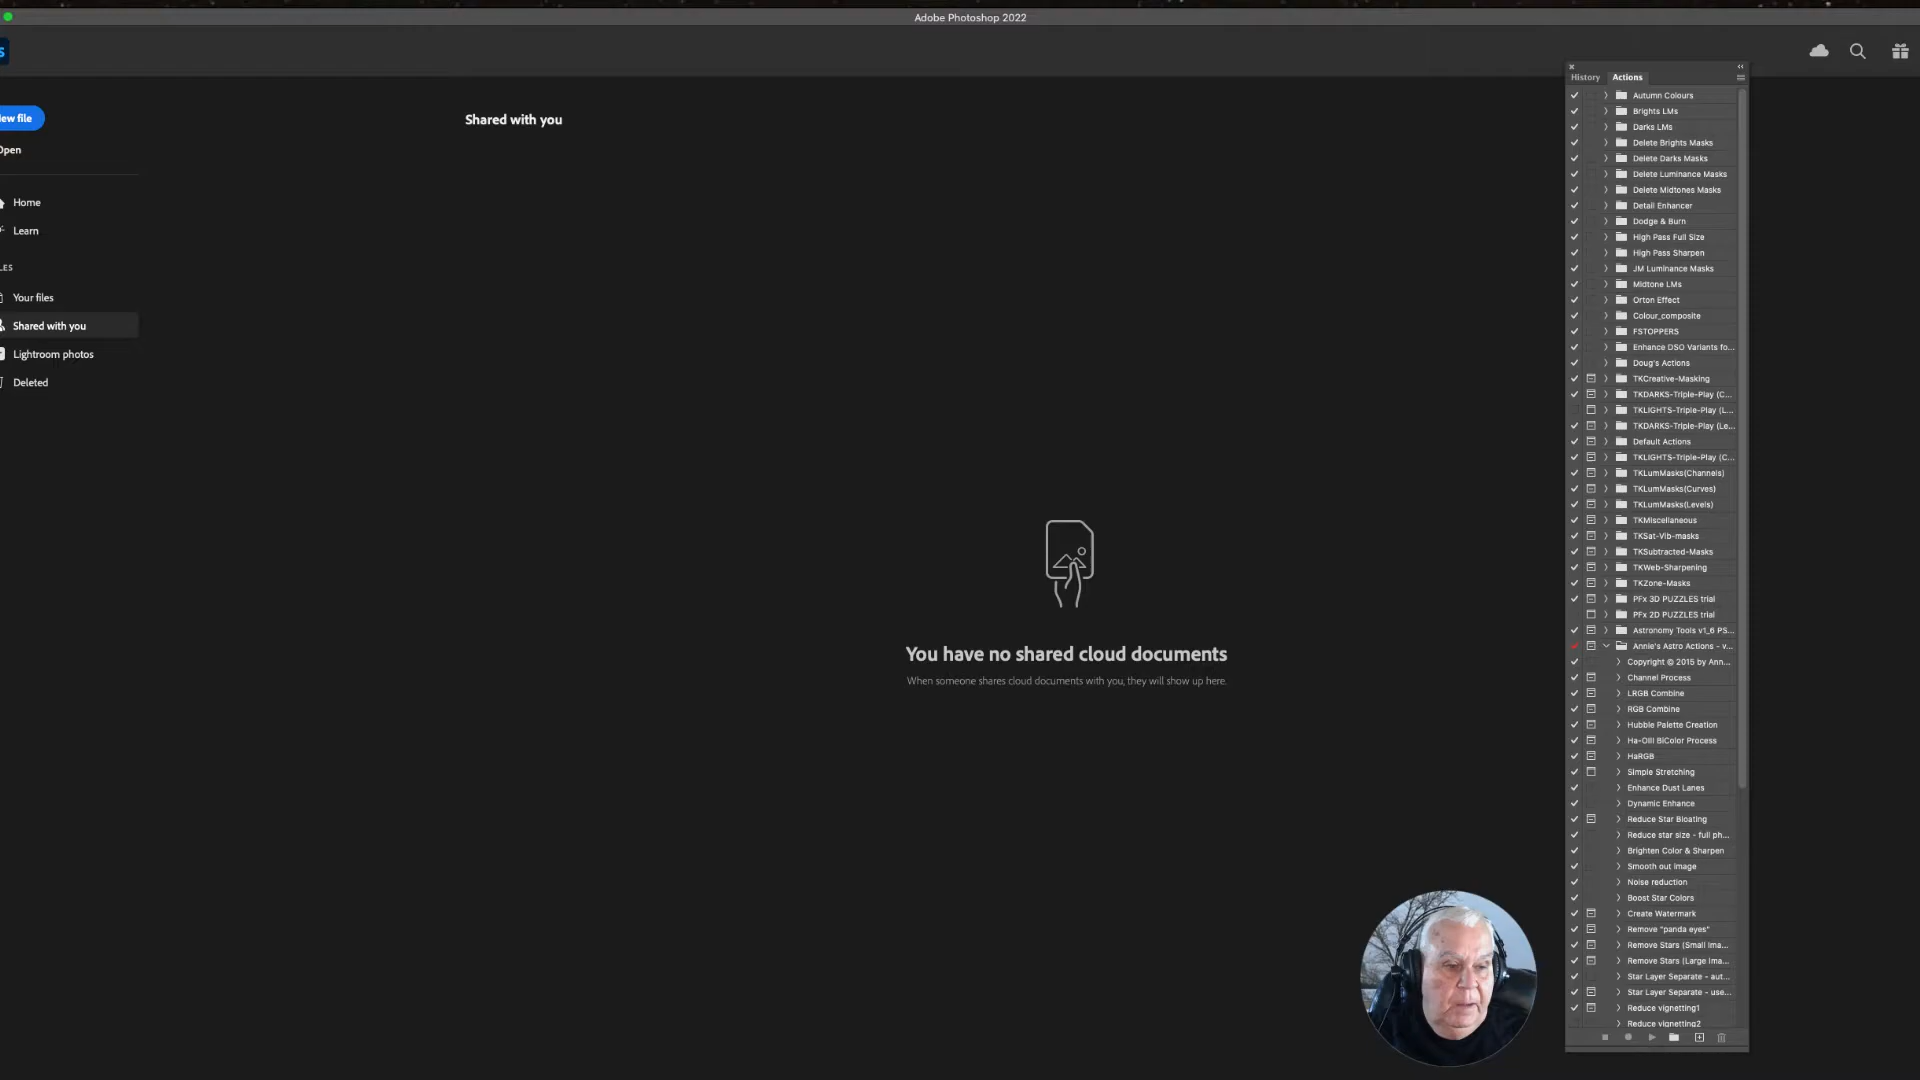 Adobe Photoshop 2022
S
ew file
Open
Home
Learn
LES
Your files
Shared with you
Lightroom photos
Deleted
Shared with you
You have no shared cloud documents
When someone shares cloud documents with you, they will show up here.
History Actions
Autumn Colours
Brights LMs
Darks LMs
Delete Brights Masks
Delete Darks Masks
Delete Luminance Masks
Delete Midtones Masks
Detail Enhancer
Dodge & Burn
High Pass Full Size
High Pass Sharpen
JM Luminance Masks
Midtone LMs
Orton Effect
Colour_composite
FSTOPPERS
Enhance DSO Variants fo...
Doug's Actions
TKCreative-Masking
TKDARKS-Triple-Play (C...
TKLIGHTS-Triple-Play (L...
TKDARKS-Triple-Play (Le...
Default Actions
TKLIGHTS-Triple-Play (C...
TKLumMasks(Channels)
TKLumMasks(Curves)
TKLumMasks(Levels)
TKMiscellaneous
TKSat-Vib-masks
TKSubtracted-Masks
TKWeb-Sharpening
TKZone-Masks
PFx 3D PUZZLES trial
PFx 2D PUZZLES trial
Astronomy Tools v1_6 PS...
Annie's Astro Actions - v...
Copyright © 2015 by Ann...
Channel Process
LRGB Combine
RGB Combine
Hubble Palette Creation
Ha-OIII BiColor Process
HaRGB
Simple Stretching
Enhance Dust Lanes
Dynamic Enhance
Reduce Star Bloating
Reduce star size - full ph...
Brighten Color & Sharpen
Smooth out image
Noise reduction
Boost Star Colors
Create Watermark
Remove "panda eyes"
Remove Stars (Small Ima...
Remove Stars (Large Ima...
Star Layer Separate - aut...
Star Layer Separate - use...
Reduce vignetting1
Reduce vignetting2